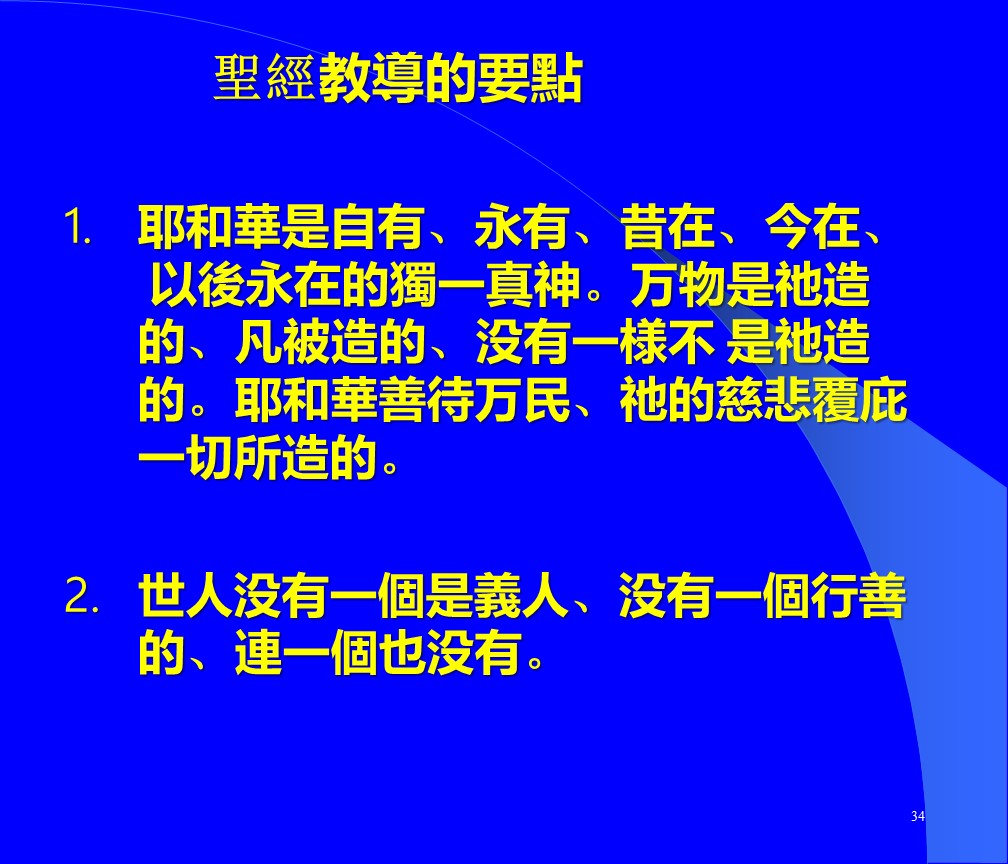 聖經教導的要點
1. 耶和華是自有、永有、昔在、今在、
以後永在的獨一真神。万物是祂造
的、凡被造的、没有一樣不 是祂造
的。耶和華善待万民、祂的慈悲覆庇
一切所造的。
2. 世人没有一個是義人、没有一個行善
的、連一個也没有。
34